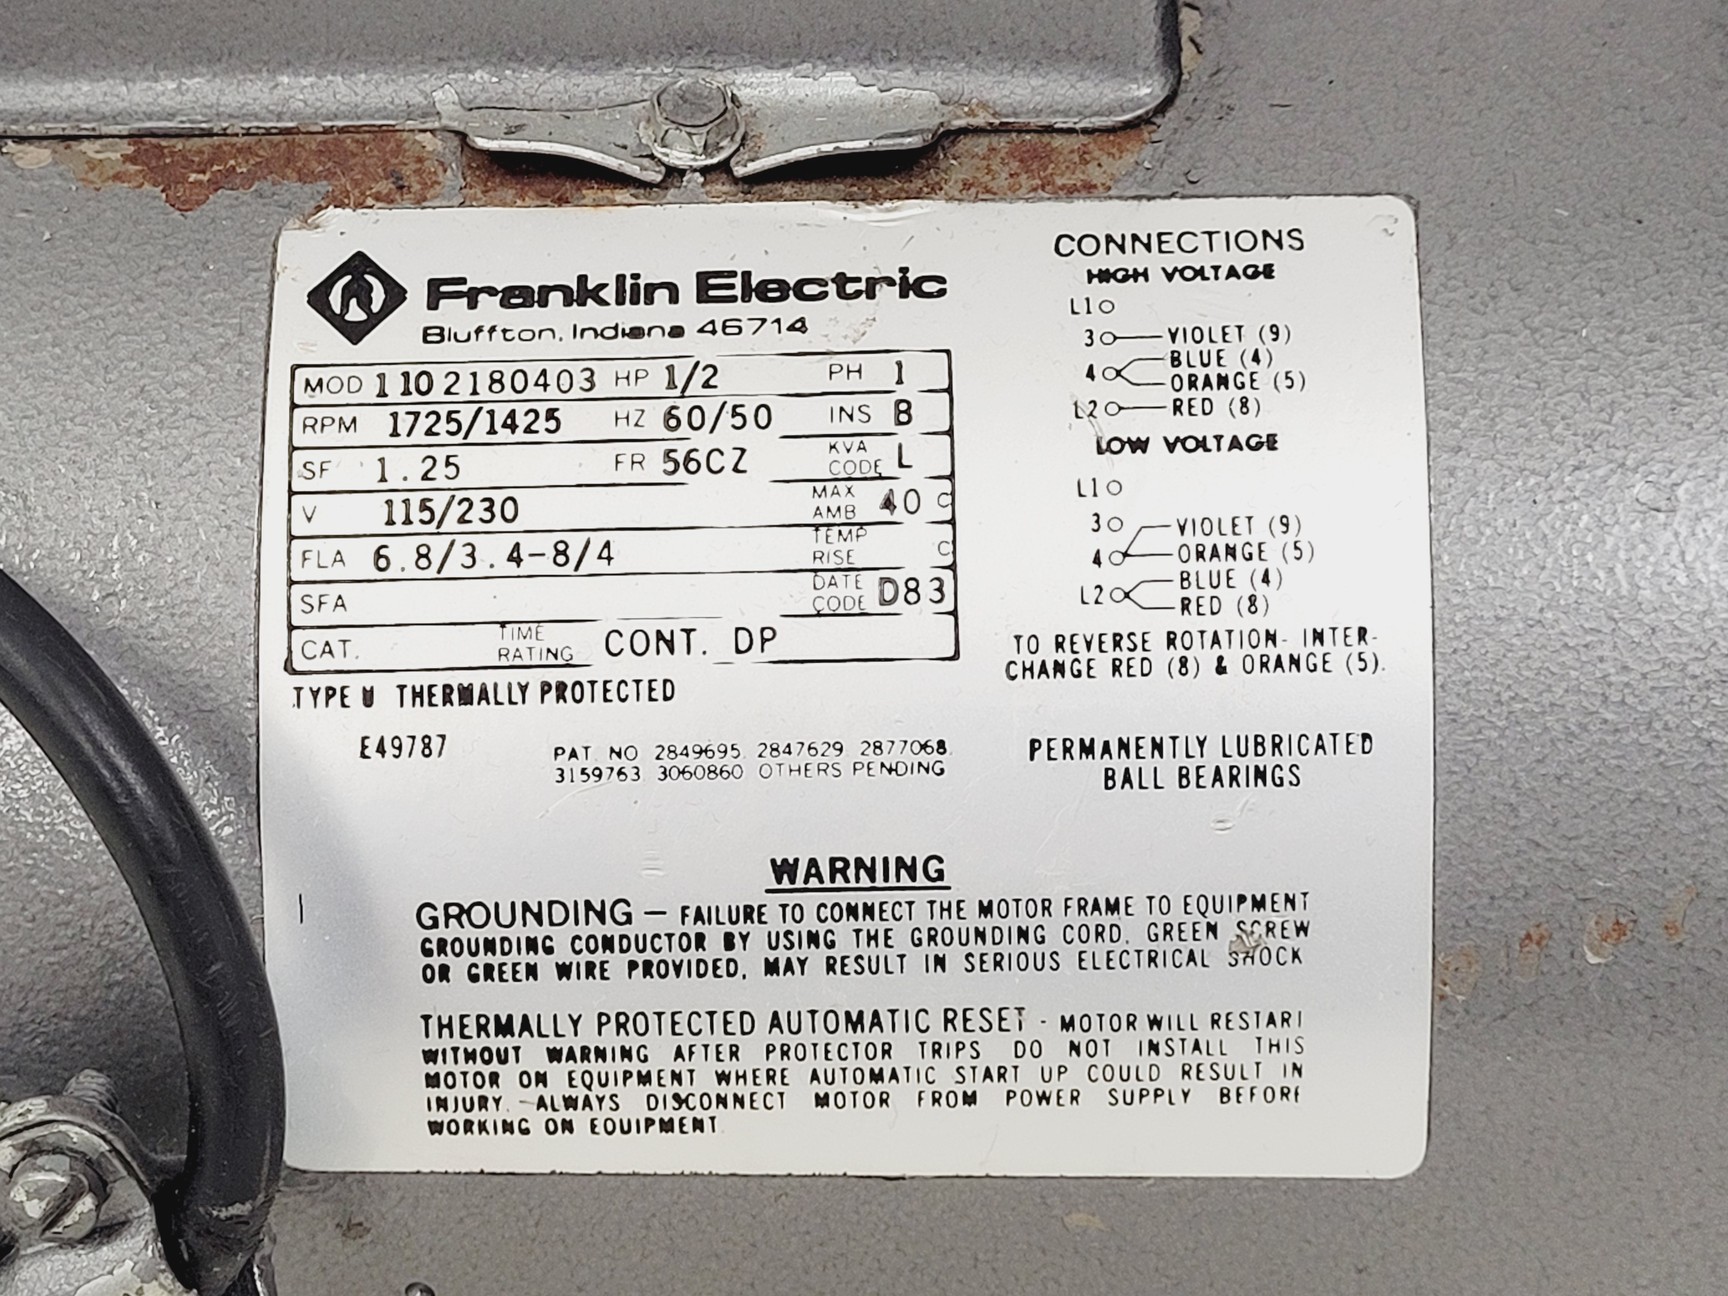 Franklin Electric
Bluffton, Indiana 46714
MOD 1102180403 HP 1/2 PH 1
RPM 1725/1425 HZ 60/50 INS B
SF 1.25 FR 56CZ KVA CODE L
V 115/230 MAX AMB 40 C
FLA 6.8/3.4-8/4 TEMP RISE C
SFA DATE CODE D83
CAT. TIME RATING CONT. DP
TYPE U THERMALLY PROTECTED
E49787
PAT. NO 2849695. 2847629 2877068.
3159763 3060860 OTHERS PENDING
CONNECTIONS
HIGH VOLTAGE
L1
3 VIOLET (9)
4 BLUE (4)
ORANGE (5)
L2 RED (8)
LOW VOLTAGE
L1
3 VIOLET (9)
4 ORANGE (5)
L2 BLUE (4)
RED (8)
TO REVERSE ROTATION- INTER-
CHANGE RED (8) & ORANGE (5).
PERMANENTLY LUBRICATED
BALL BEARINGS
WARNING
GROUNDING — FAILURE TO CONNECT THE MOTOR FRAME TO EQUIPMENT
GROUNDING CONDUCTOR BY USING THE GROUNDING CORD, GREEN SCREW
OR GREEN WIRE PROVIDED, MAY RESULT IN SERIOUS ELECTRICAL SHOCK
THERMALLY PROTECTED AUTOMATIC RESET - MOTOR WILL RESTART
WITHOUT WARNING AFTER PROTECTOR TRIPS DO NOT INSTALL THIS
MOTOR ON EQUIPMENT WHERE AUTOMATIC START UP COULD RESULT IN
INJURY. ALWAYS DISCONNECT MOTOR FROM POWER SUPPLY BEFORE
WORKING ON EQUIPMENT.